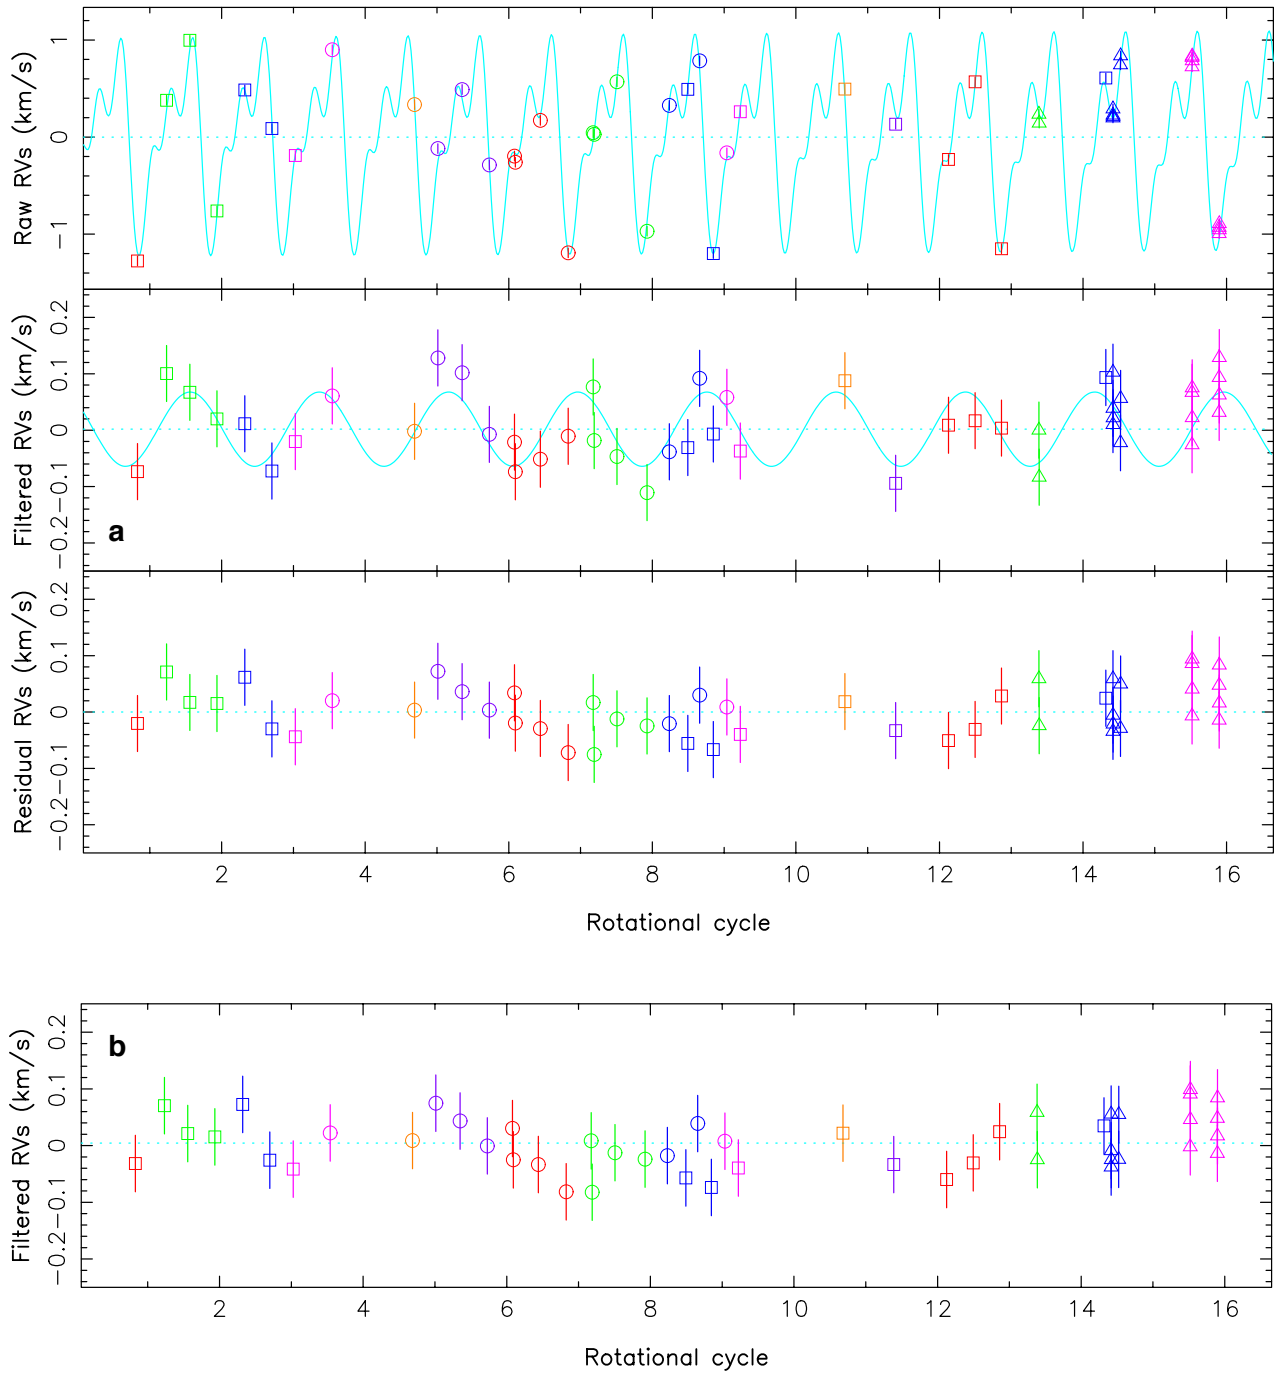 Raw RVs (km/s)
1
0
−1
Filtered RVs (km/s)
0.2
0.1
0
−0.1
−0.2
a
Residual RVs (km/s)
0.2
0.1
0
−0.1
−0.2
2 4 6 8 10 12 14 16
Rotational cycle
Filtered RVs (km/s)
0.2
0.1
0
−0.1
−0.2
b
2 4 6 8 10 12 14 16
Rotational cycle